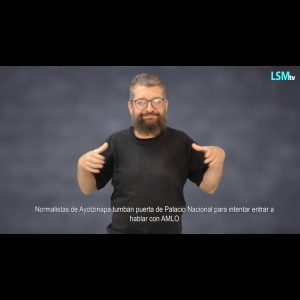 LSMtv
Normalistas de Ayotzinapa tumban puerta de Palacio Nacional para intentar entrar a
hablar con AMLO